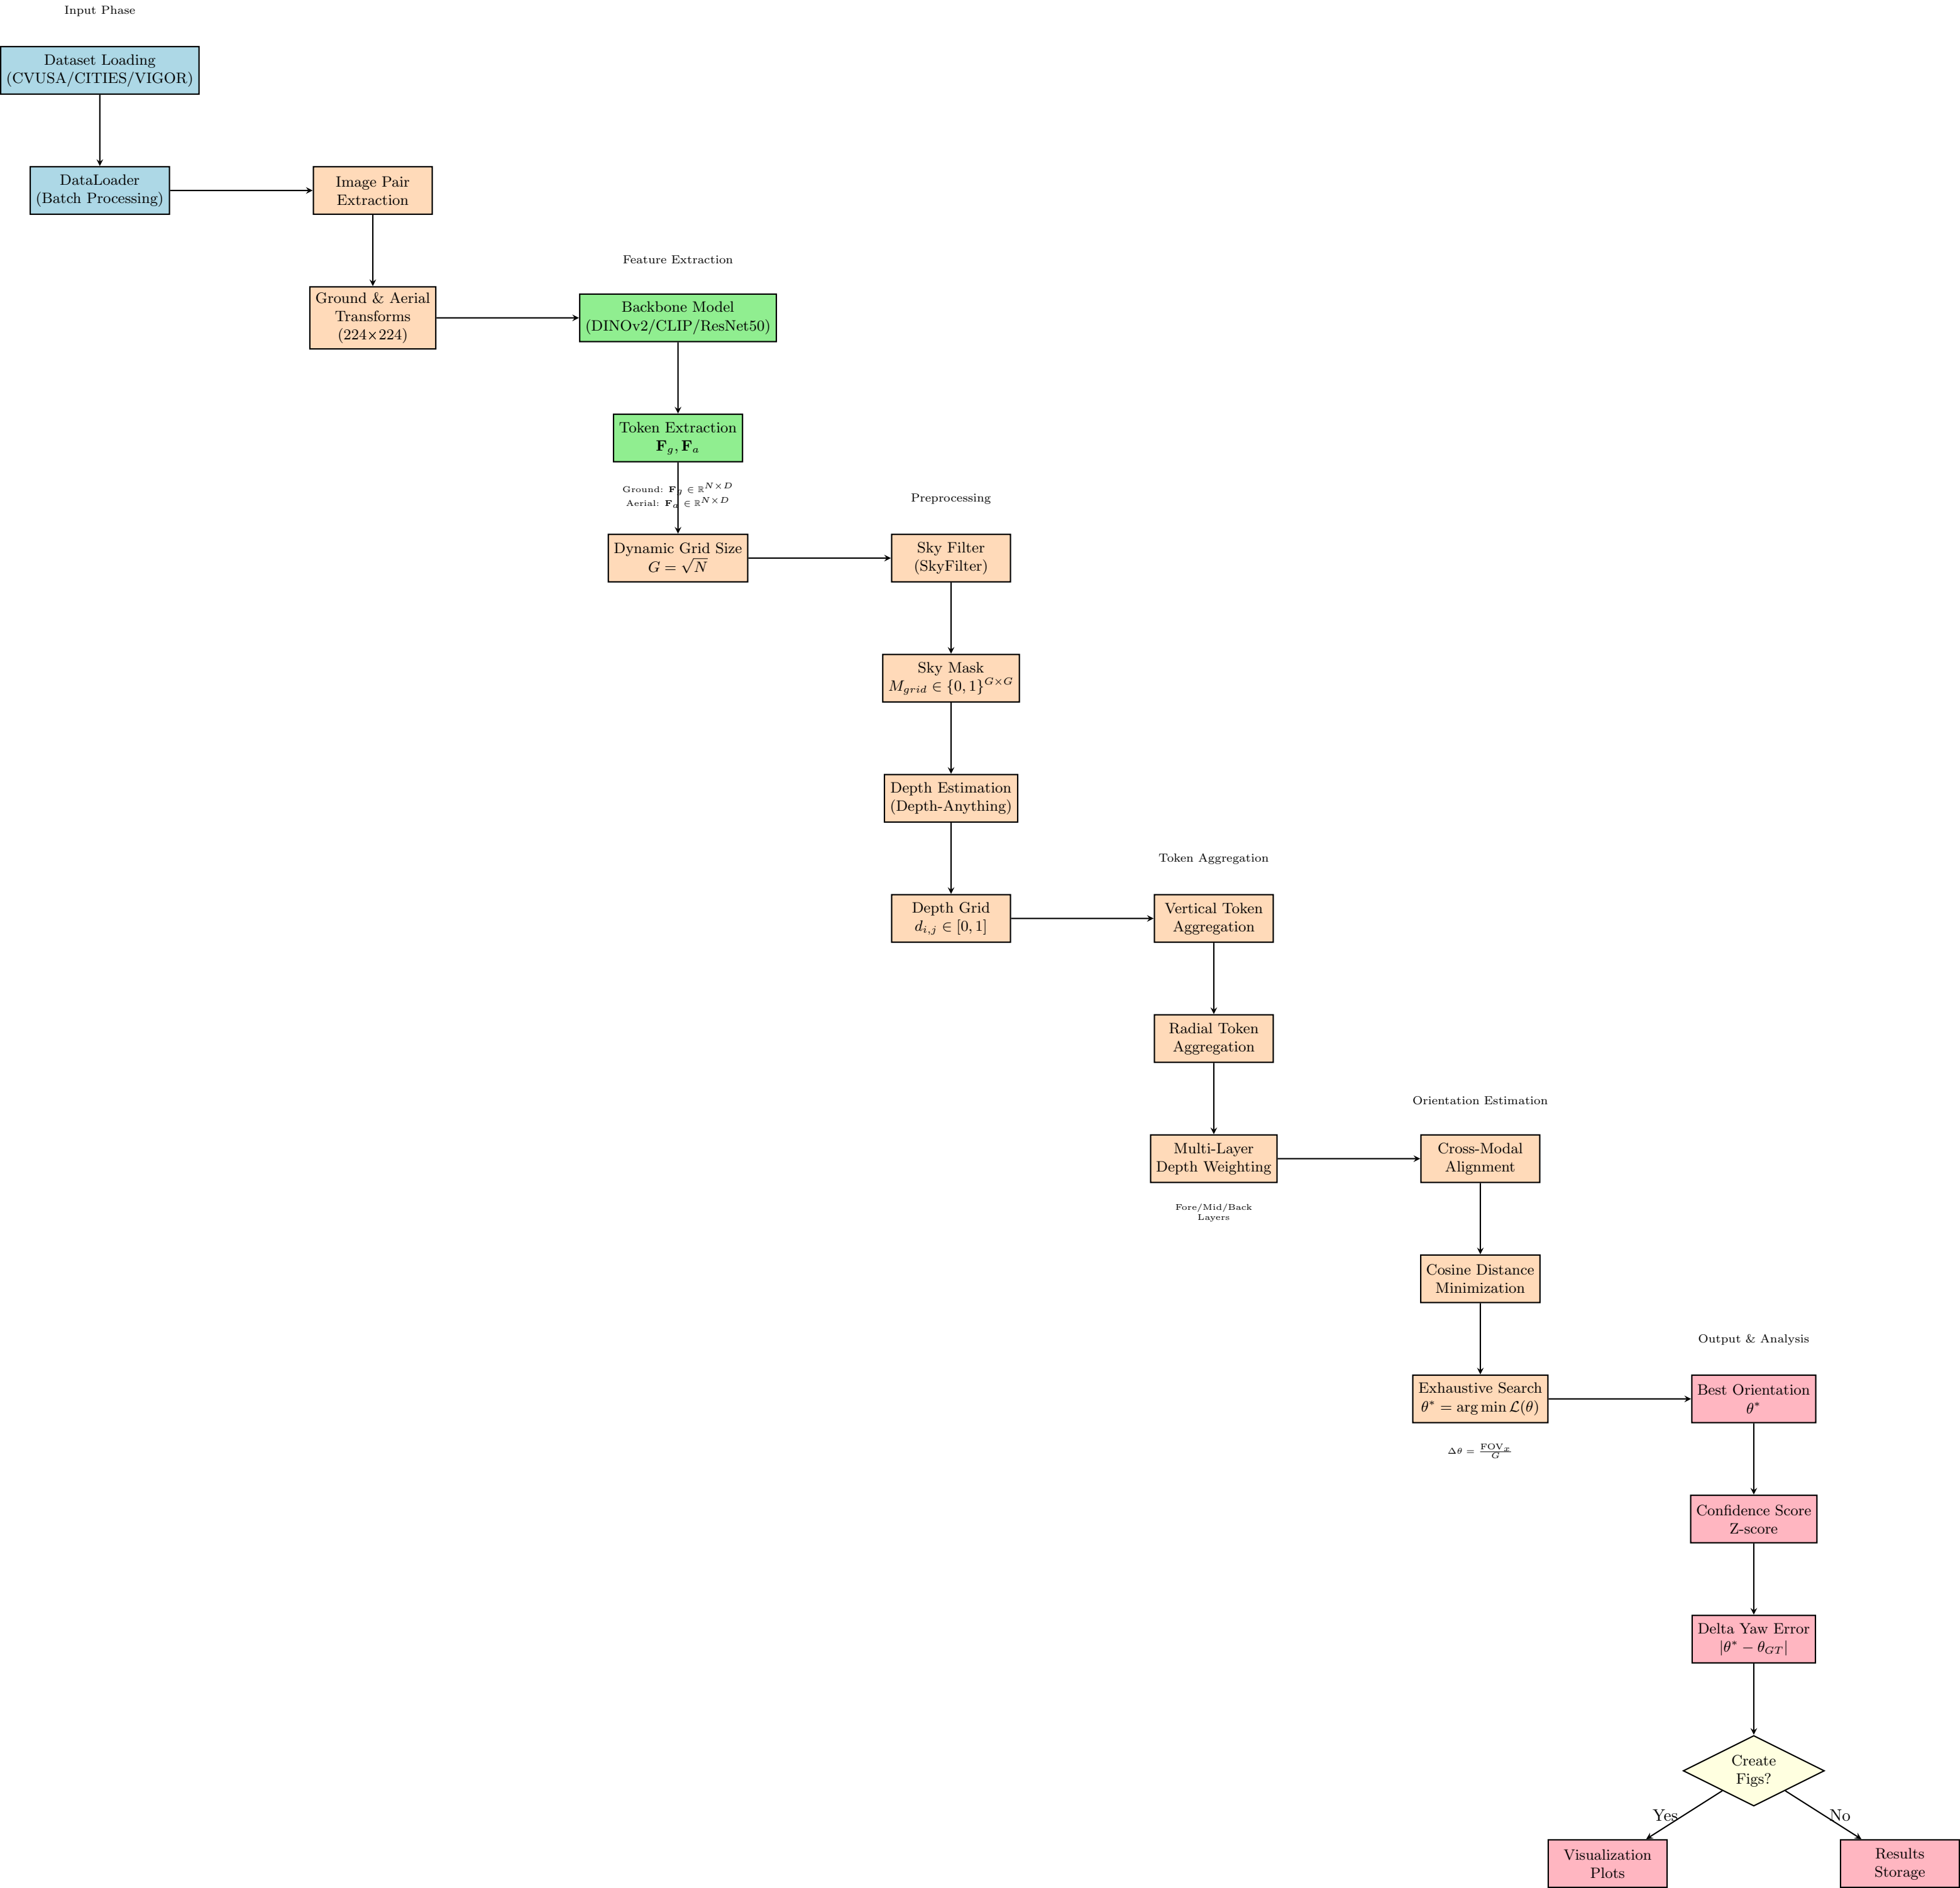 Input Phase
Dataset Loading
(CVUSA/CITIES/VIGOR)
DataLoader
(Batch Processing)
Image Pair
Extraction
Ground & Aerial
Transforms
(224×224)
Feature Extraction
Backbone Model
(DINOv2/CLIP/ResNet50)
Token Extraction
𝐅_g, 𝐅_a
Ground: 𝐅_g ∈ ℝ^{N×D}
Aerial: 𝐅_a ∈ ℝ^{N×D}
Dynamic Grid Size
G = √N
Preprocessing
Sky Filter
(SkyFilter)
Sky Mask
M_{grid} ∈ {0, 1}^{G×G}
Depth Estimation
(Depth-Anything)
Depth Grid
d_{i,j} ∈ [0, 1]
Token Aggregation
Vertical Token
Aggregation
Radial Token
Aggregation
Multi-Layer
Depth Weighting
Fore/Mid/Back
Layers
Orientation Estimation
Cross-Modal
Alignment
Cosine Distance
Minimization
Exhaustive Search
θ* = arg min ℒ(θ)
Δθ = FOV_x/G
Output & Analysis
Best Orientation
θ*
Confidence Score
Z-score
Delta Yaw Error
|θ* − θ_{GT}|
Create
Figs?
Yes
No
Visualization
Plots
Results
Storage